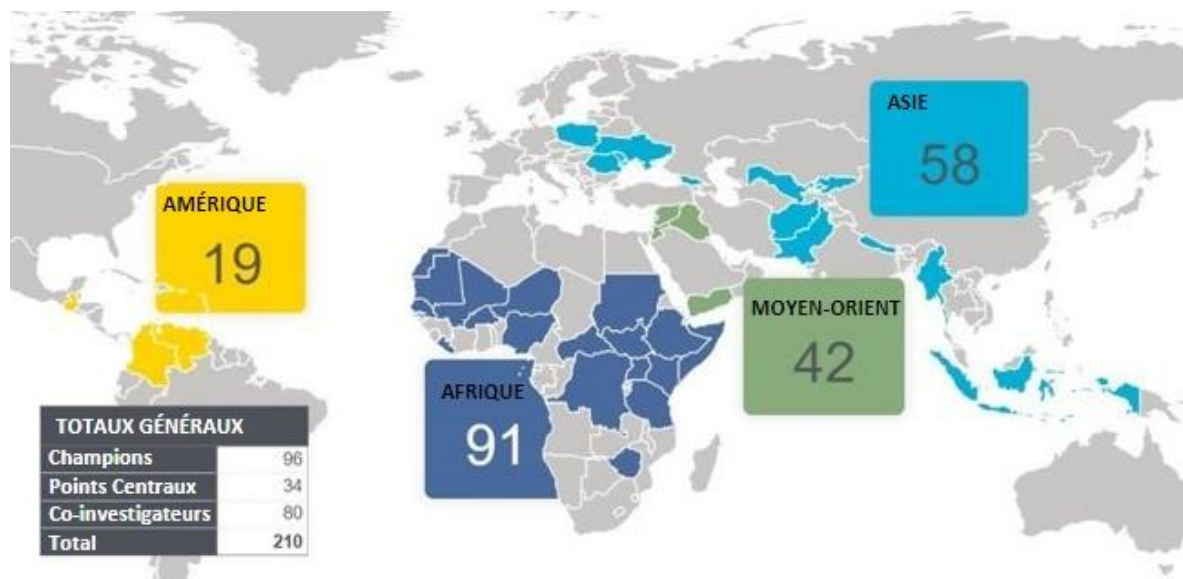 ASIE
58
AMÉRIQUE
19
MOYEN-ORIENT
42
AFRIQUE
91
TOTAUX GÉNÉRAUX
Champions 96
Points Centraux 34
Co-investigateurs 80
Total 210